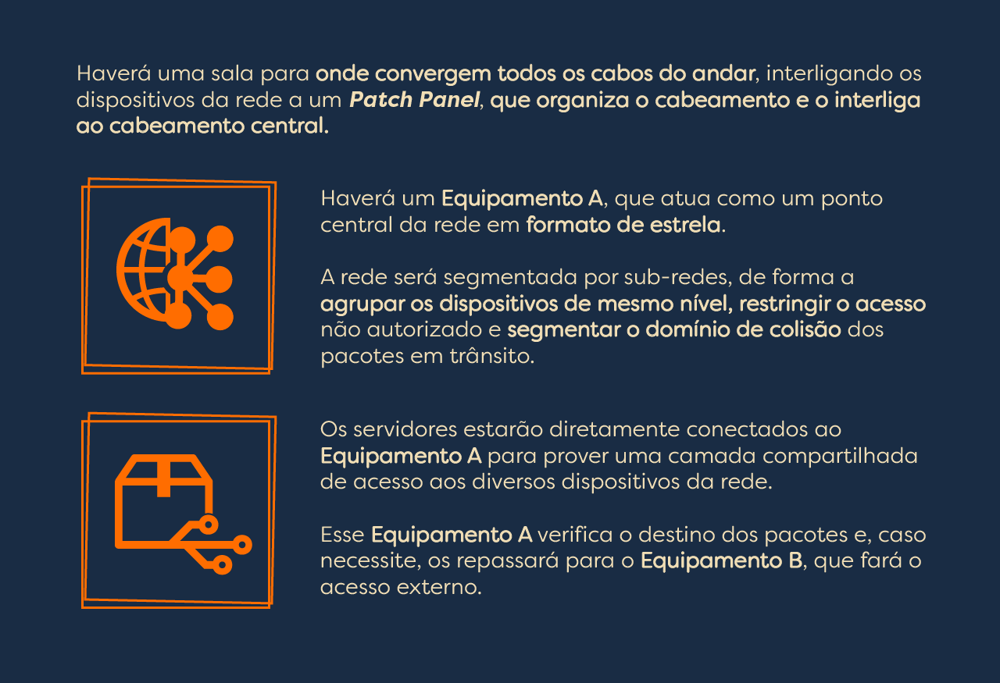 Haverá uma sala para onde convergem todos os cabos do andar, interligando os
dispositivos da rede a um Patch Panel, que organiza o cabeamento e o interliga
ao cabeamento central.
Haverá um Equipamento A, que atua como um ponto
central da rede em formato de estrela.
A rede será segmentada por sub-redes, de forma a
agrupar os dispositivos de mesmo nível, restringir o acesso
não autorizado e segmentar o domínio de colisão dos
pacotes em trânsito.
Os servidores estarão diretamente conectados ao
Equipamento A para prover uma camada compartilhada
de acesso aos diversos dispositivos da rede.
Esse Equipamento A verifica o destino dos pacotes e, caso
necessite, os repassará para o Equipamento B, que fará o
acesso externo.